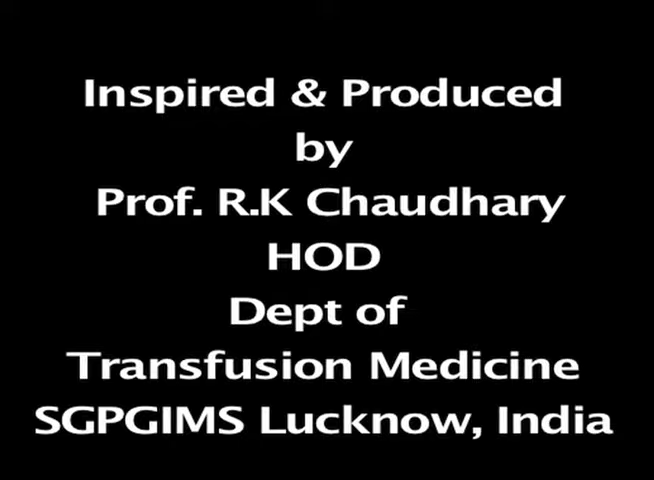 Inspired & Produced
by
Prof. R.K Chaudhary
HOD
Dept of
Transfusion Medicine
SGPGIMS Lucknow, India